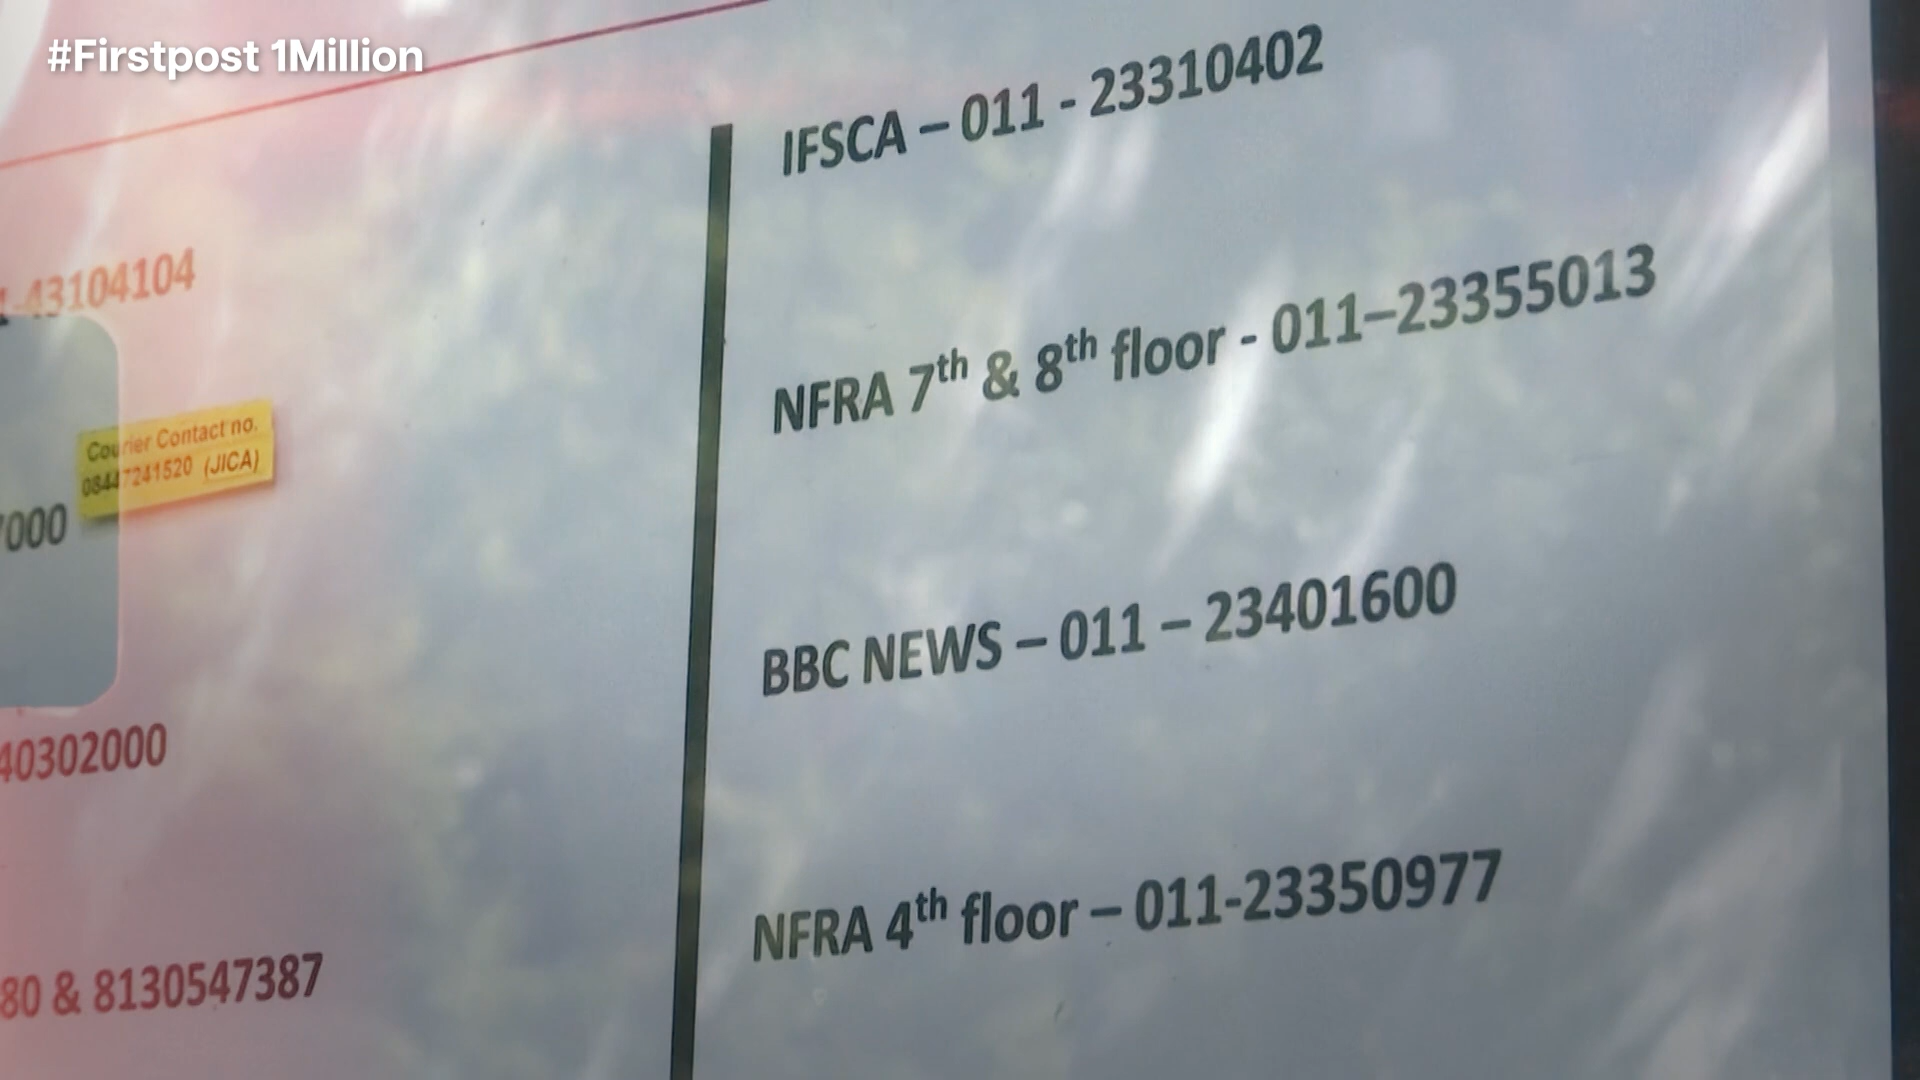 #Firstpost 1Million
-43104104
Courier Contact no.
08447241520 (JICA)
000
40302000
80 & 8130547387
IFSCA – 011 - 23310402
NFRA 7th & 8th floor - 011–23355013
BBC NEWS – 011 – 23401600
NFRA 4th floor – 011-23350977